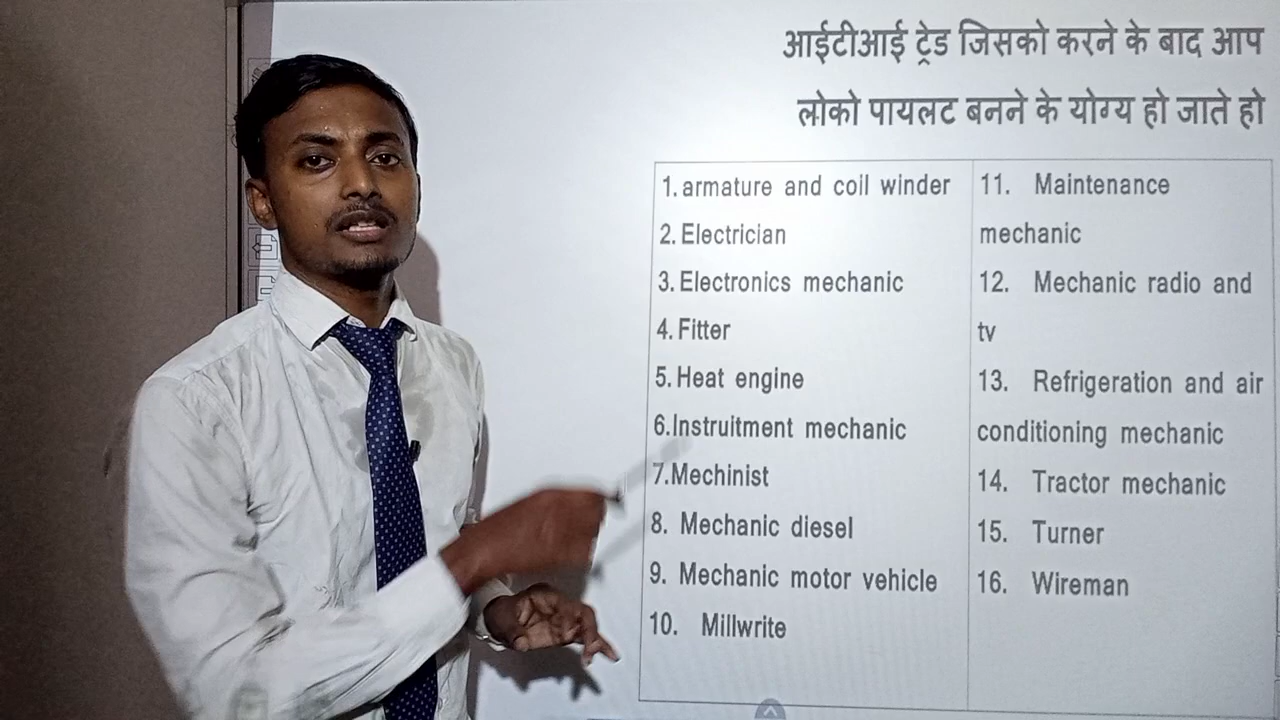 आईटीआई ट्रेड जिसको करने के बाद आप
लोको पायलट बनने के योग्य हो जाते हो
1. armature and coil winder
2. Electrician
3. Electronics mechanic
4. Fitter
5. Heat engine
6.Instruitment mechanic
7.Mechinist
8. Mechanic diesel
9. Mechanic motor vehicle
10. Millwrite
11. Maintenance
mechanic
12. Mechanic radio and
tv
13. Refrigeration and air
conditioning mechanic
14. Tractor mechanic
15. Turner
16. Wireman